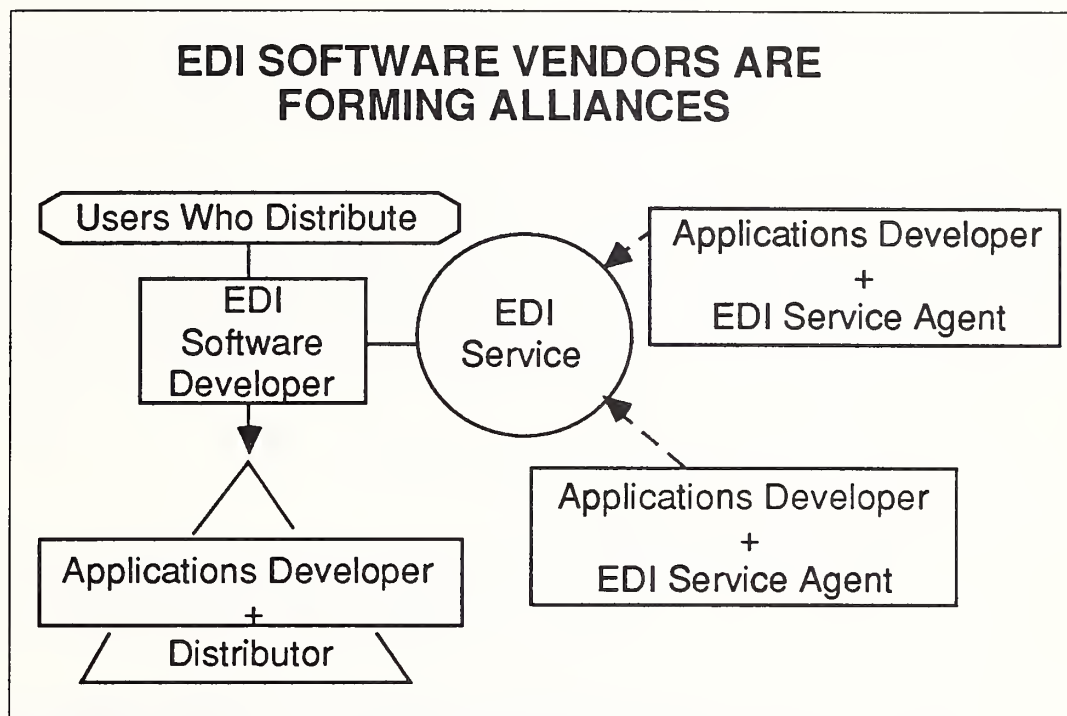 EDI SOFTWARE VENDORS ARE
FORMING ALLIANCES
Users Who Distribute
EDI
Software
Developer
EDI
Service
Applications Developer
+
EDI Service Agent
Applications Developer
+
EDI Service Agent
Applications Developer
+
Distributor